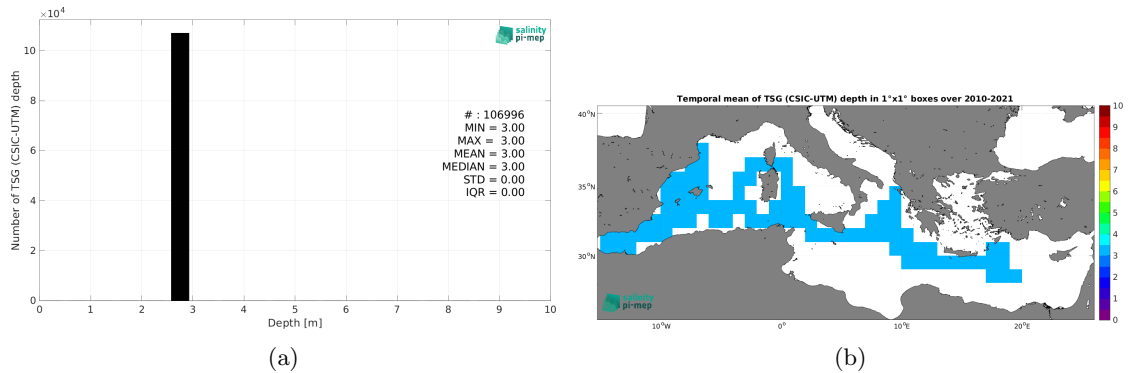 ×10⁴
10
8
6
4
2
0
Number of TSG (CSIC-UTM) depth
0 1 2 3 4 5 6 7 8 9 10
Depth [m]
salinity
pi-mep
# : 106996
MIN = 3.00
MAX = 3.00
MEAN = 3.00
MEDIAN = 3.00
STD = 0.00
IQR = 0.00
(a)
Temporal mean of TSG (CSIC-UTM) depth in 1°x1° boxes over 2010-2021
40°N
35°N
30°N
10°W 0° 10°E 20°E
salinity
pi-mep
10
9
8
7
6
5
4
3
2
1
0
(b)